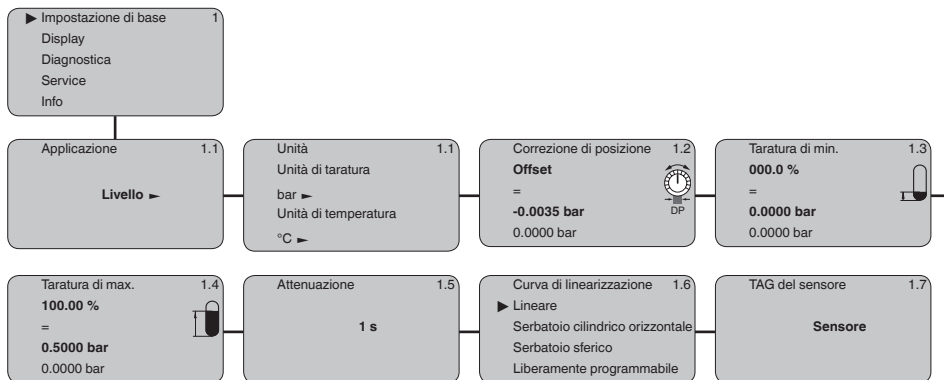 ▶ Impostazione di base 1
Display
Diagnostica
Service
Info
Applicazione 1.1
Livello ►
Unità 1.1
Unità di taratura
bar ►
Unità di temperatura
°C ►
Correzione di posizione 1.2
Offset
=
-0.0035 bar
0.0000 bar
DP
Taratura di min. 1.3
000.0 %
=
0.0000 bar
0.0000 bar
Taratura di max. 1.4
100.00 %
=
0.5000 bar
0.0000 bar
Attenuazione 1.5
1 s
Curva di linearizzazione 1.6
▶ Lineare
Serbatoio cilindrico orizzontale
Serbatoio sferico
Liberamente programmabile
TAG del sensore 1.7
Sensore